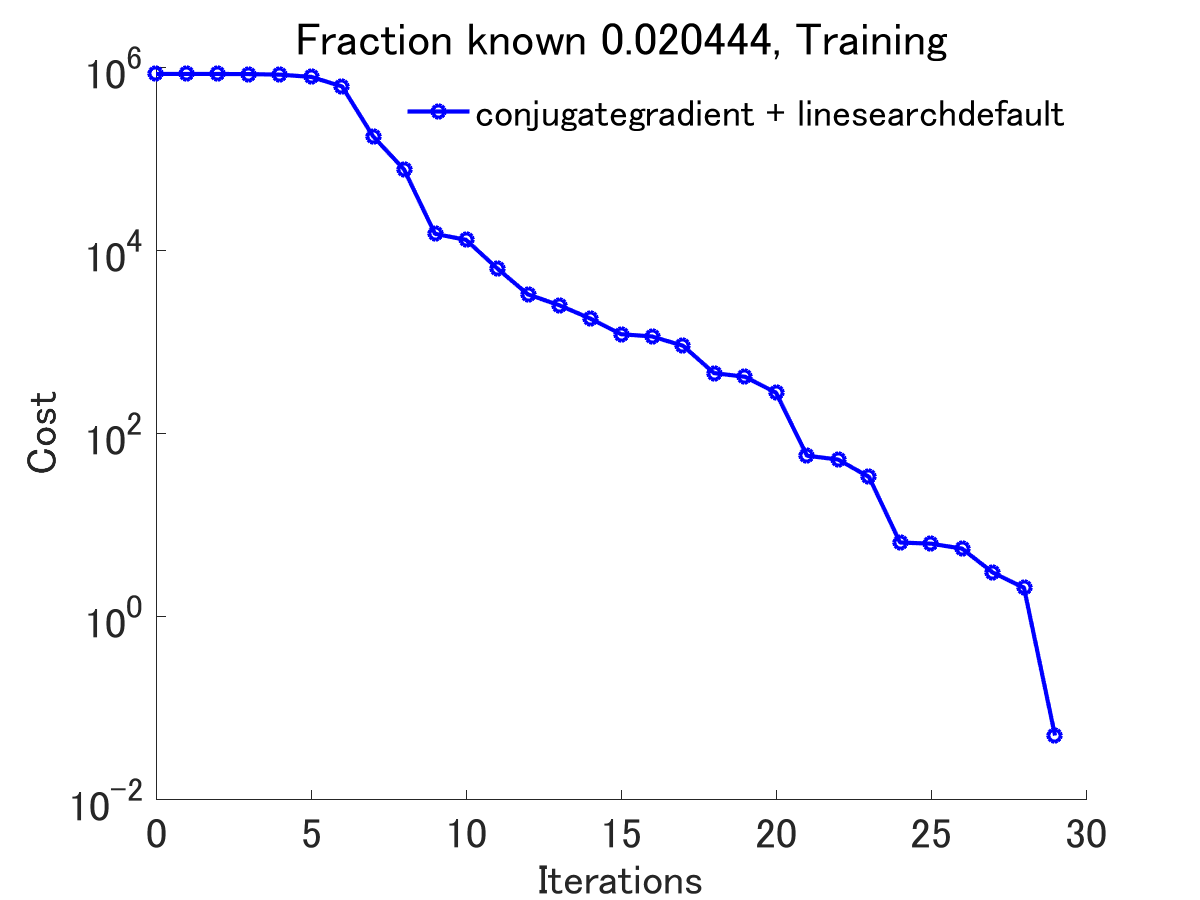 Fraction known 0.020444, Training
conjugategradient + linesearchdefault
10^6
10^4
10^2
10^0
10^-2
Cost
0 5 10 15 20 25 30
Iterations